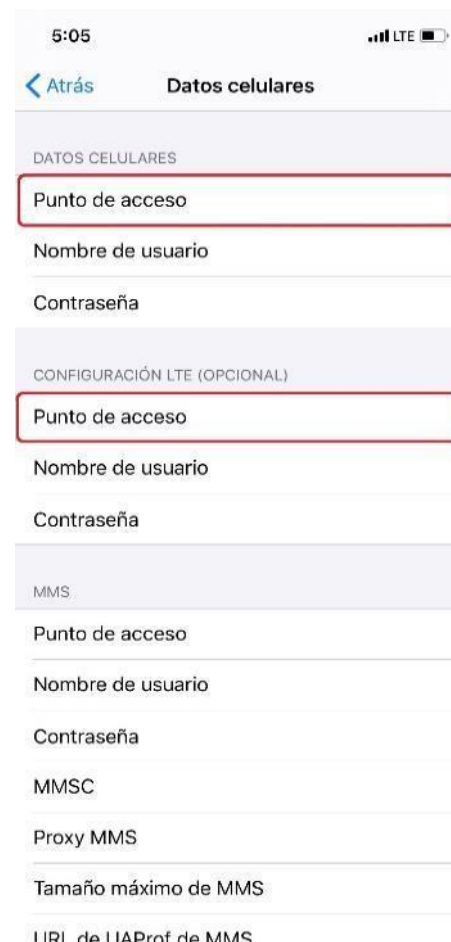 5:05
LTE
Atrás
Datos celulares
DATOS CELULARES
Punto de acceso
Nombre de usuario
Contraseña
CONFIGURACIÓN LTE (OPCIONAL)
Punto de acceso
Nombre de usuario
Contraseña
MMS
Punto de acceso
Nombre de usuario
Contraseña
MMSC
Proxy MMS
Tamaño máximo de MMS
URL de UAProf de MMS